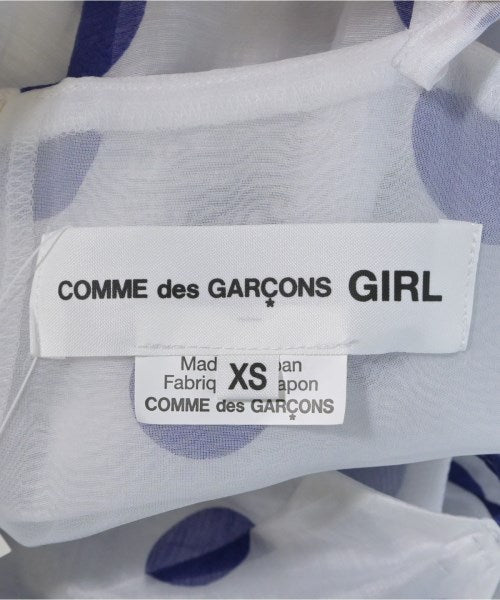 COMME des GARÇONS GIRL
Mad XS pan
Fabriq apon
COMME des GARÇONS